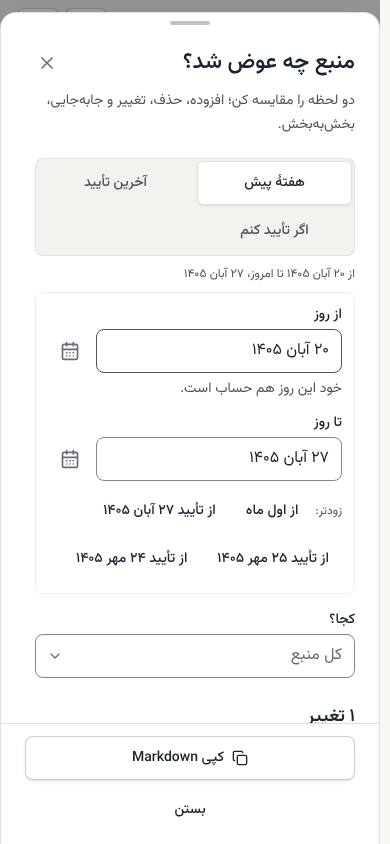 منبع چه عوض شد؟
دو لحظه را مقایسه کن؛ افزوده، حذف، تغییر و جابه‌جایی،
بخش‌به‌بخش.
هفتهٔ پیش
آخرین تأیید
اگر تأیید کنم
از ۲۰ آبان ۱۴۰۵ تا امروز، ۲۷ آبان ۱۴۰۵
از روز
۲۰ آبان ۱۴۰۵
خود این روز هم حساب است.
تا روز
۲۷ آبان ۱۴۰۵
زودتر: از اول ماه از تأیید ۲۷ آبان ۱۴۰۵
از تأیید ۲۵ مهر ۱۴۰۵ از تأیید ۲۴ مهر ۱۴۰۵
کجا؟
کل منبع
۱ تغییر
کپی Markdown
بستن